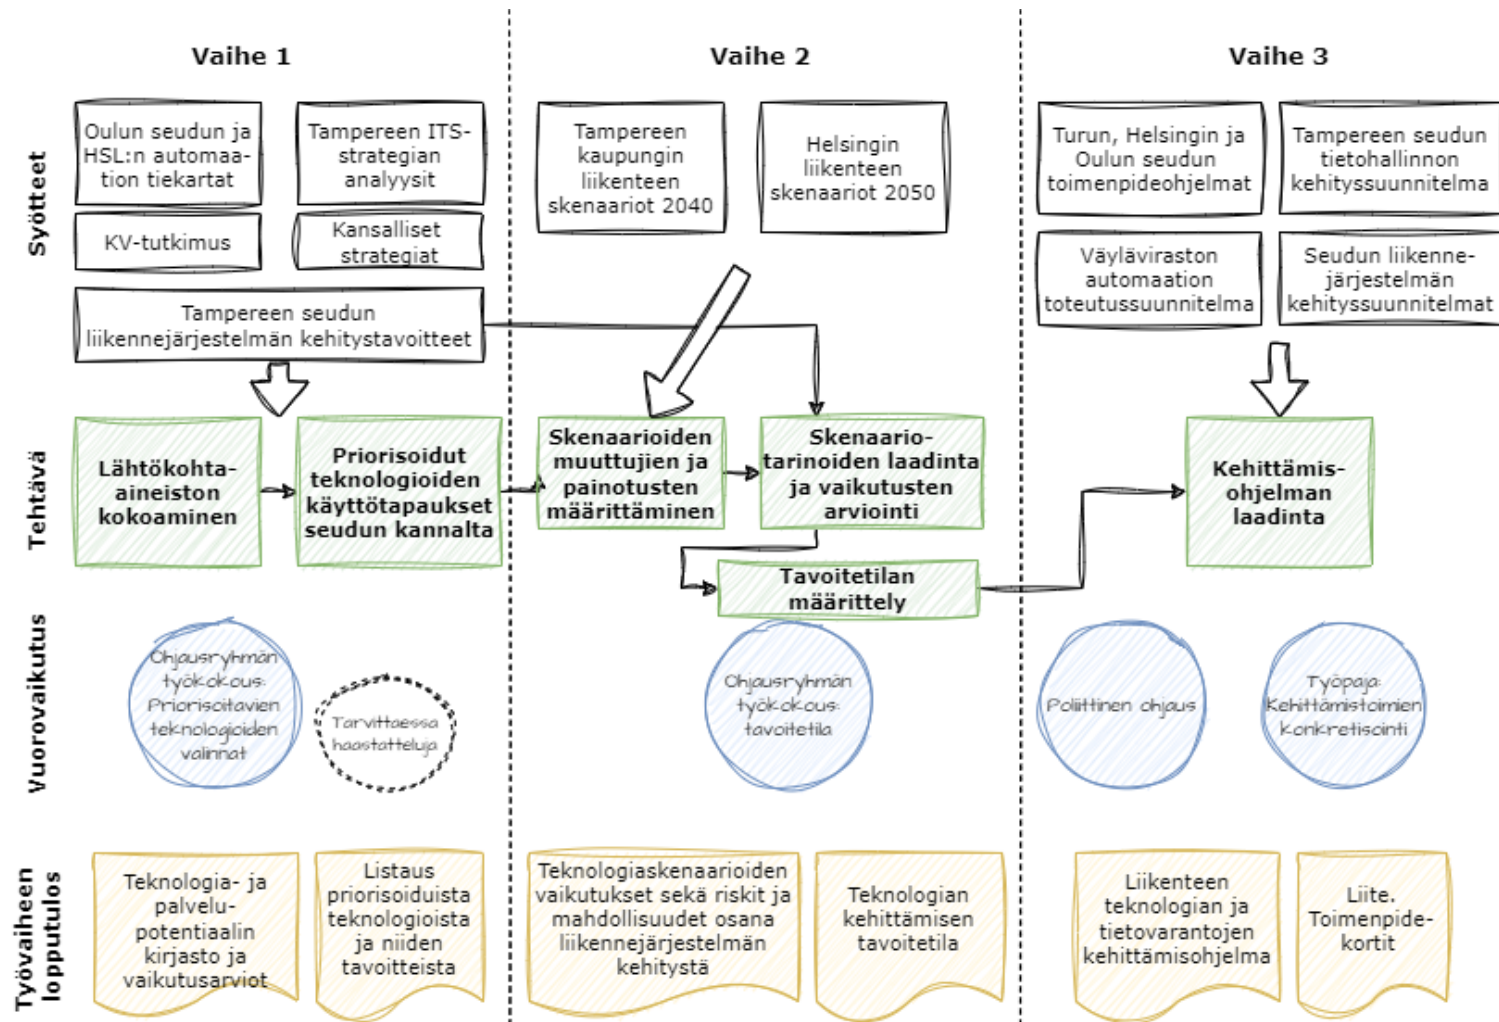 Vaihe 1
Vaihe 2
Vaihe 3
Syötteet
Oulun seudun ja
HSL:n automaa-
tion tiekartat
Tampereen ITS-
strategian
analyysit
KV-tutkimus
Kansalliset
strategiat
Tampereen seudun
liikennejärjestelmän kehitystavoitteet
Tampereen
kaupungin
liikenteen
skenaariot 2040
Helsingin
liikenteen
skenaariot 2050
Turun, Helsingin ja
Oulun seudun
toimenpideohjelmat
Tampereen seudun
tietohallinnon
kehityssuunnitelma
Väyläviraston
automaation
toteutussuunnitelma
Seudun liikenne-
järjestelmän
kehityssuunnitelmat
Tehtävä
Lähtökohta-
aineiston
kokoaminen
Priorisoidut
teknologioiden
käyttötapaukset
seudun kannalta
Skenaarioiden
muuttujien ja
painotusten
määrittäminen
Skenaario-
tarinoiden laadinta
ja vaikutusten
arviointi
Tavoitetilan
määrittely
Kehittämis-
ohjelman
laadinta
Vuorovaikutus
Ohjausryhmän
työkokous:
Priorisoitavien
teknologioiden
valinnat
Tarvittaessa
haastatteluja
Ohjausryhmän
työkokous:
tavoitetila
Poliittinen ohjaus
Työpaja:
Kehittämistoimien
konkretisointi
Työvaiheen
lopputulos
Teknologia- ja
palvelu-
potentiaalin
kirjasto ja
vaikutusarviot
Listaus
priorisoiduista
teknologioista
ja niiden
tavoitteista
Teknologiaskenaarioiden
vaikutukset sekä riskit ja
mahdollisuudet osana
liikennejärjestelmän
kehitystä
Teknologian
kehittämisen
tavoitetila
Liikenteen
teknologian ja
tietovarantojen
kehittämisohjelma
Liite.
Toimenpide-
kortit